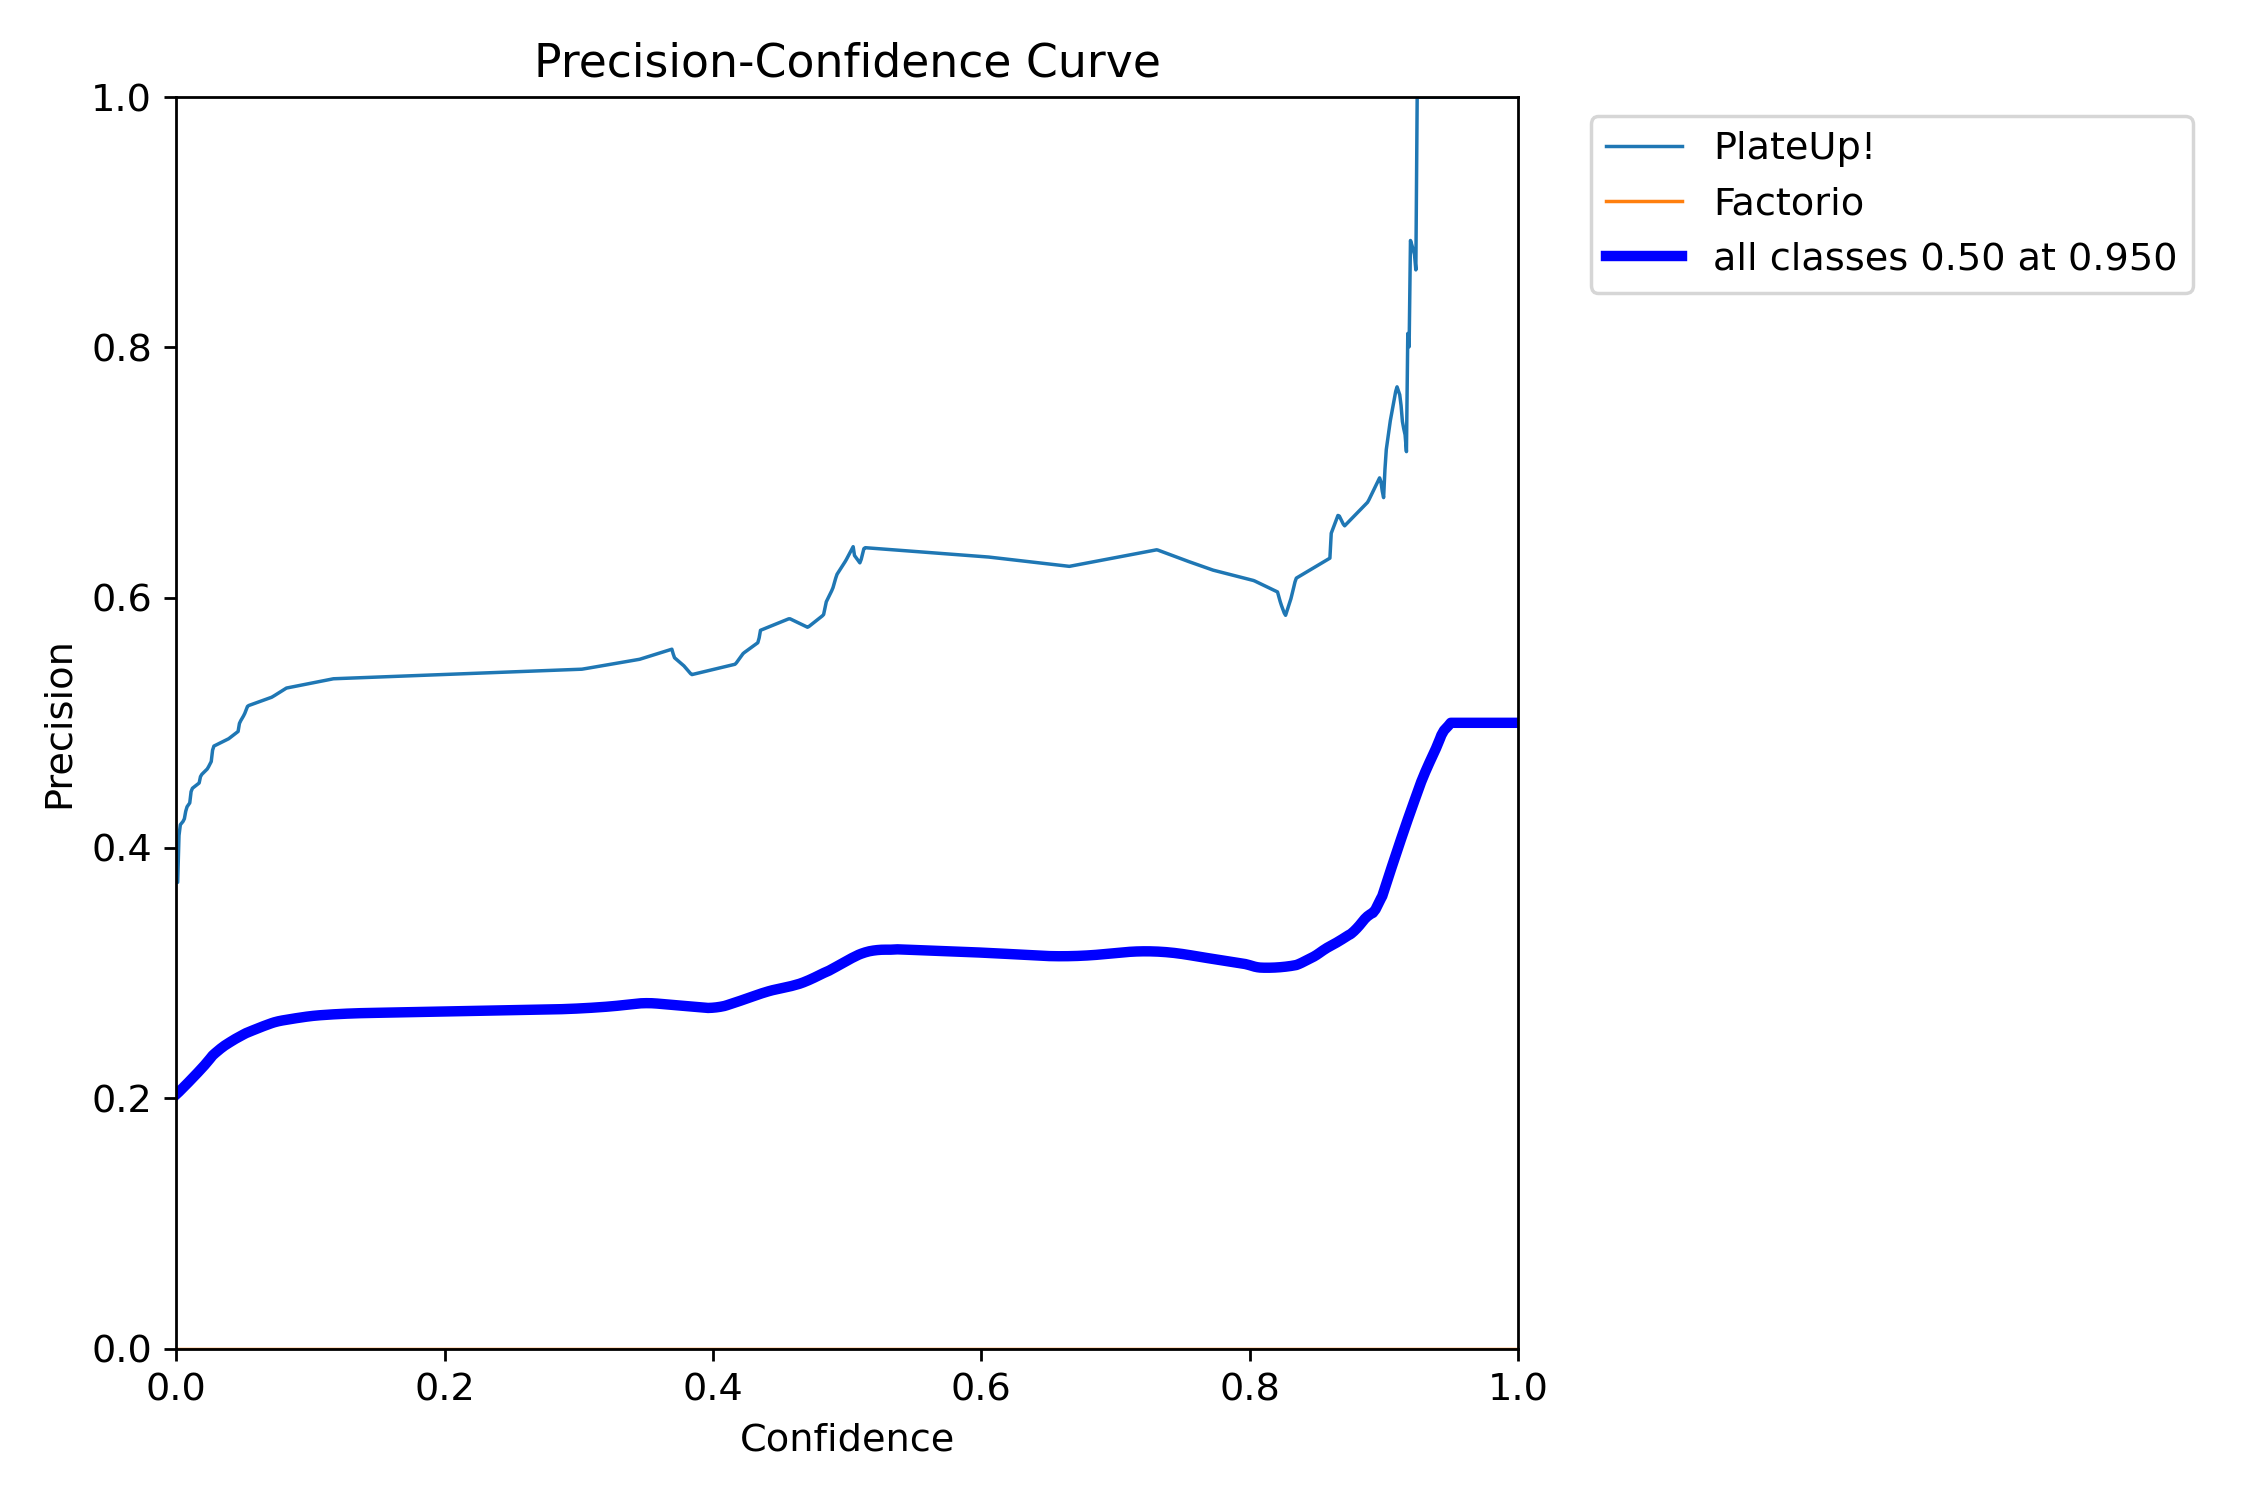 Precision-Confidence Curve
1.0
0.8
0.6
0.4
0.2
0.0
Precision
0.0 0.2 0.4 0.6 0.8 1.0
Confidence
PlateUp!
Factorio
all classes 0.50 at 0.950